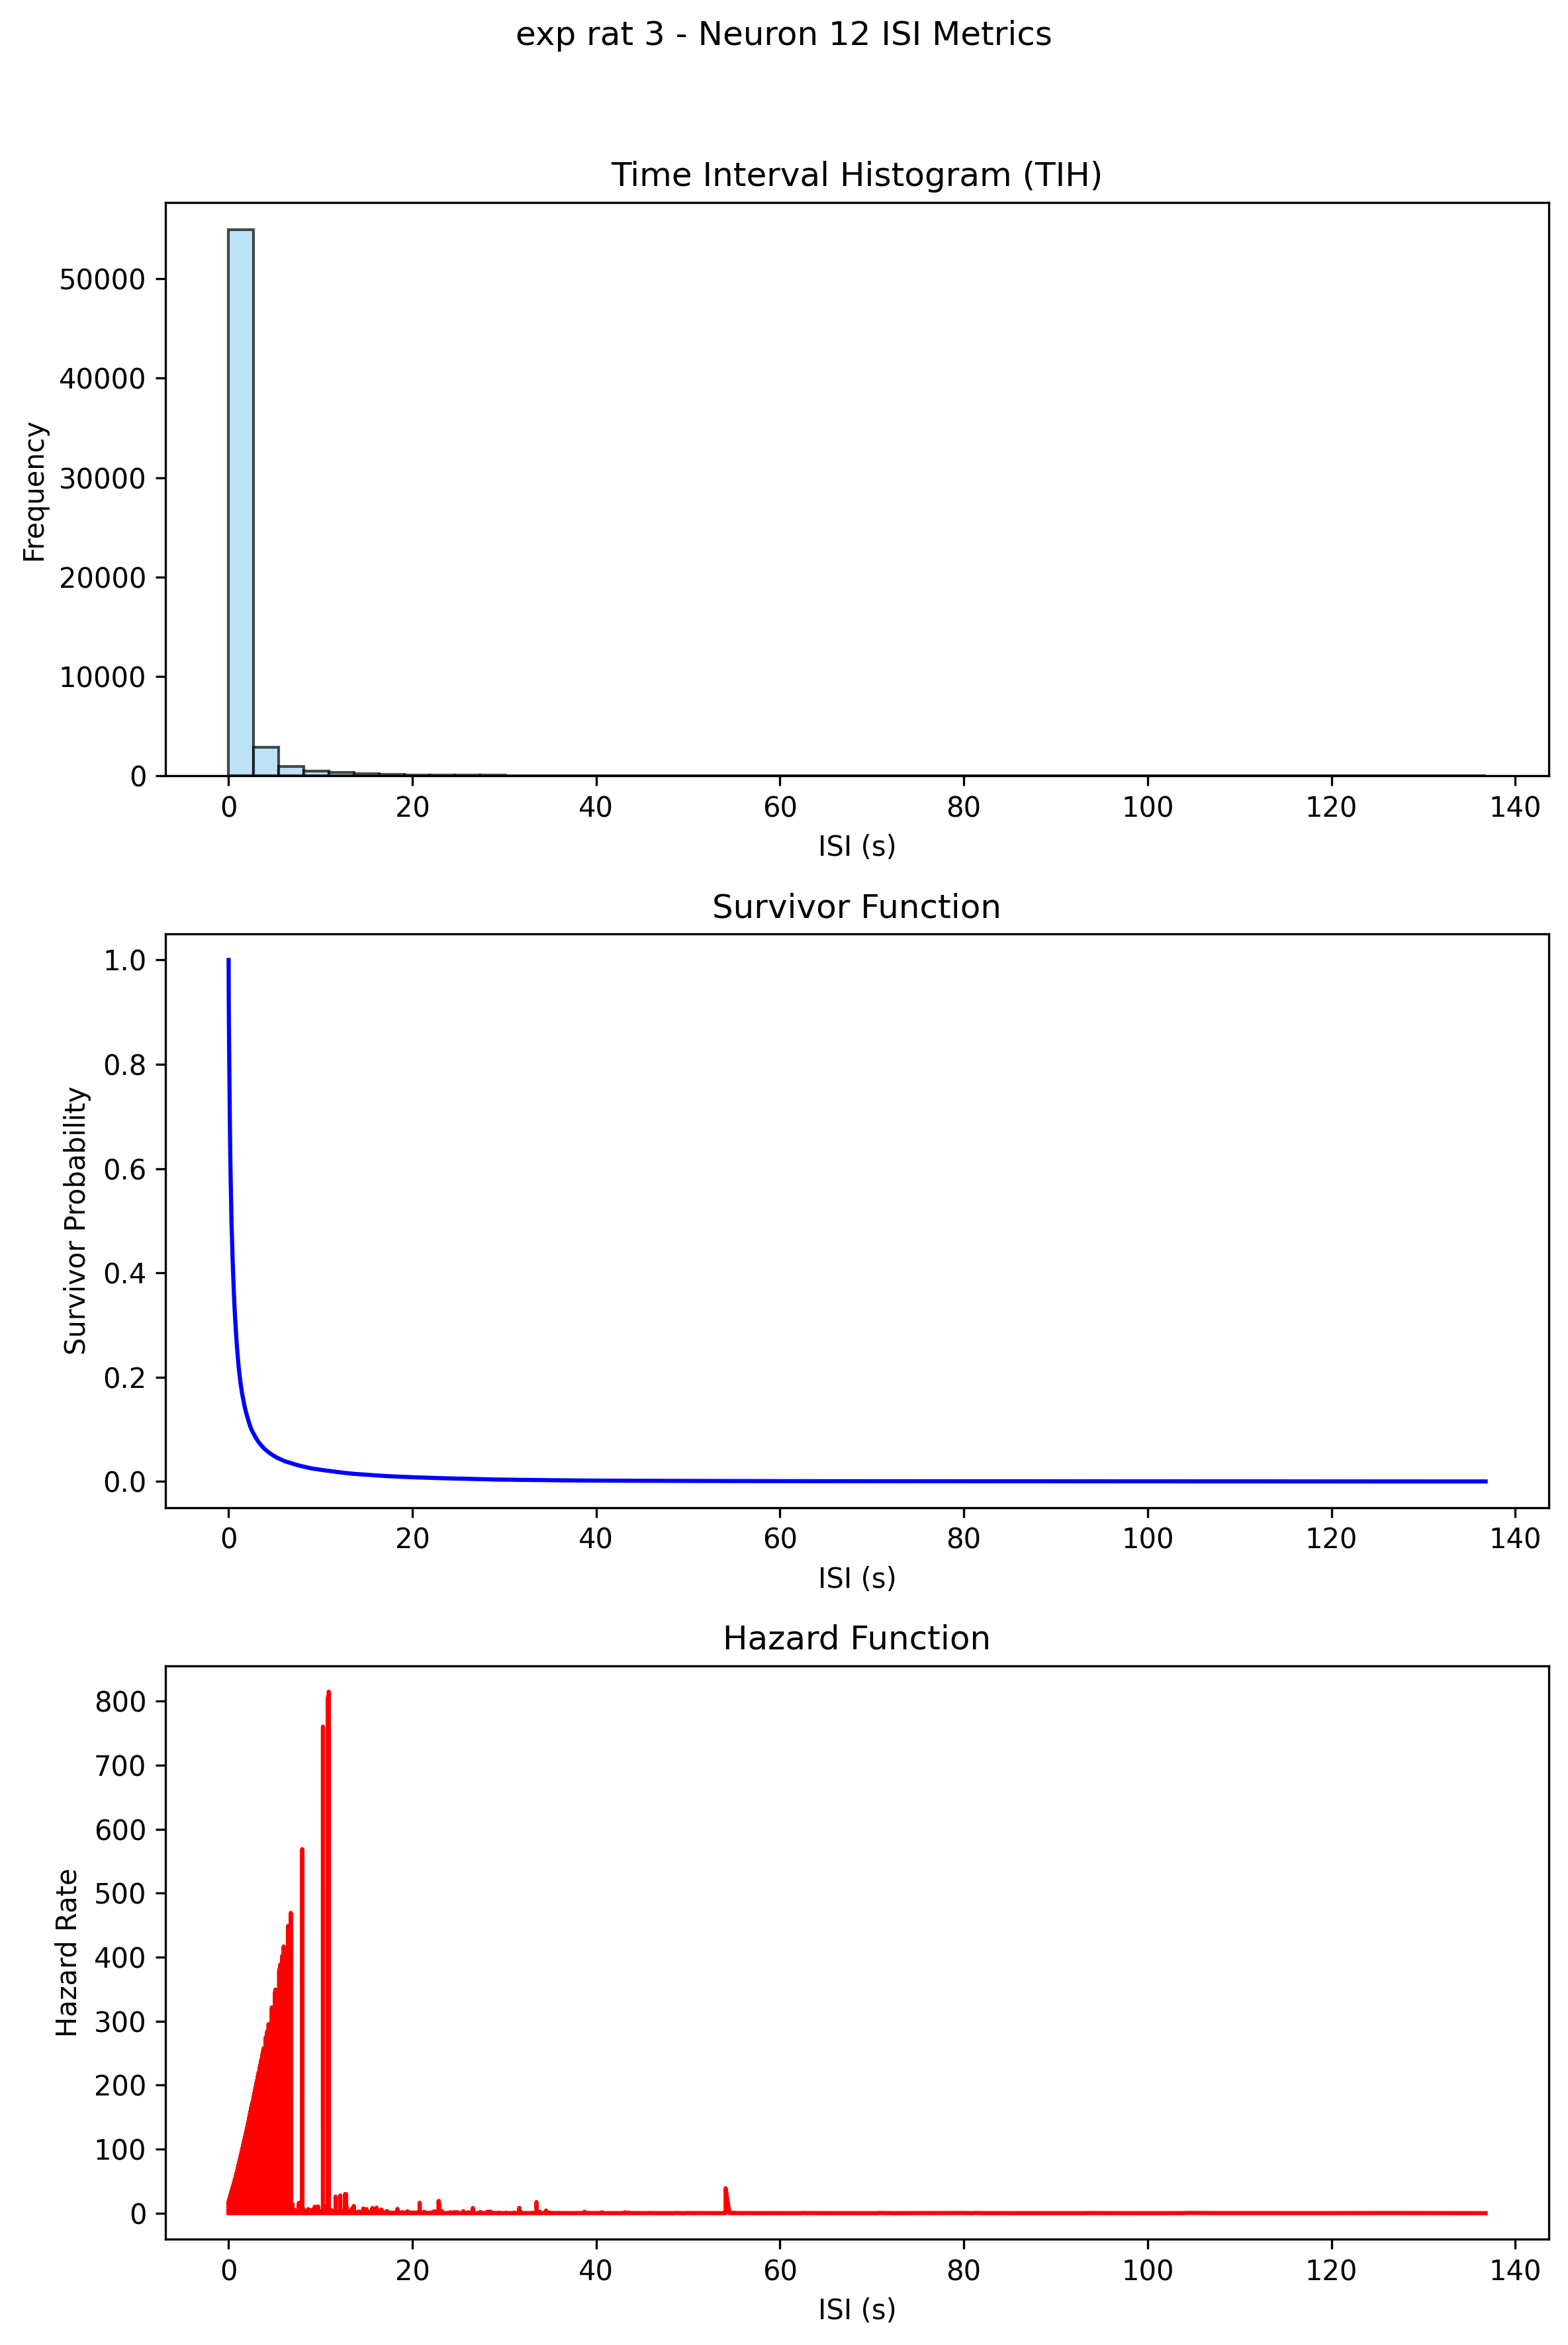 exp rat 3 - Neuron 12 ISI Metrics
Time Interval Histogram (TIH)
Frequency
50000
40000
30000
20000
10000
0
0 20 40 60 80 100 120 140
ISI (s)
Survivor Function
Survivor Probability
1.0
0.8
0.6
0.4
0.2
0.0
0 20 40 60 80 100 120 140
ISI (s)
Hazard Function
Hazard Rate
800
700
600
500
400
300
200
100
0
0 20 40 60 80 100 120 140
ISI (s)